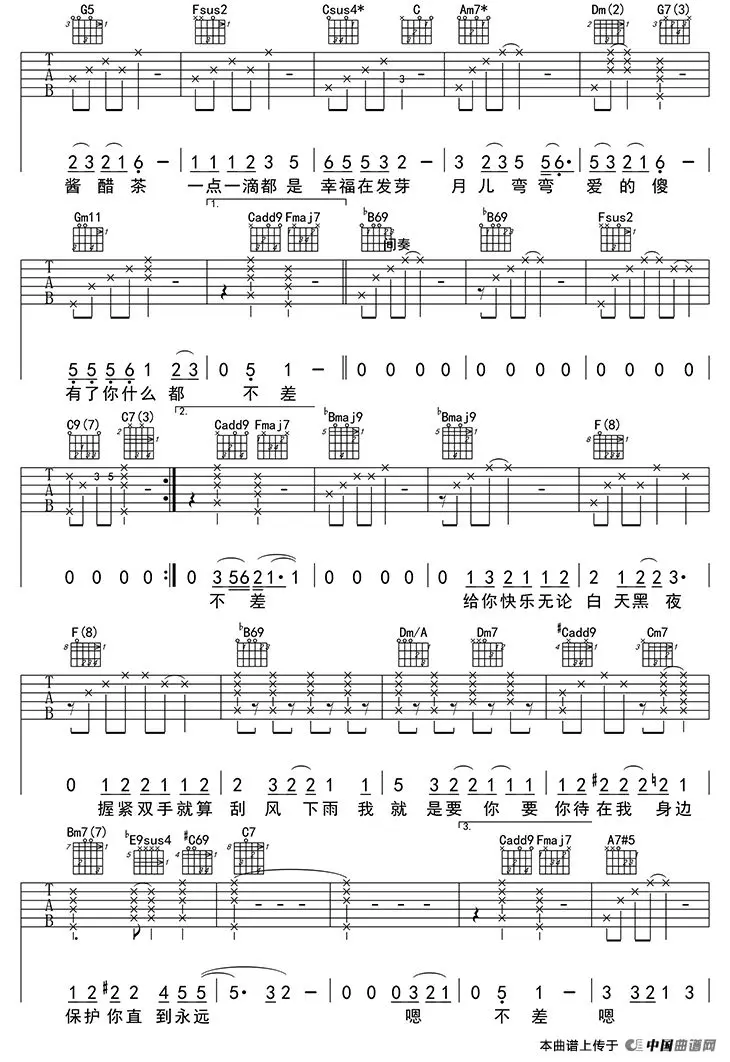 G5 Fsus2 Csus4* C Am7* Dm(2) G7(3)
2 3 2 1 6 - 1 1 1 2 3 5 6 5 5 3 2 - 3 2 3 5 5 6· 5 3 2 1 6 -
酱 醋 茶 一点一滴都是 幸福在发芽 月儿 弯弯 爱的傻
Gm11 1. Cadd9 Fmaj7 ♭B69 ♭B69 Fsus2
间奏
5 5 5 6 1 2 3 0 5 1 - 0 0 0 0 0 0 0 0 0 0 0 0
有了你什么都 不 差
C9(7) C7(3) 2. Cadd9 Fmaj7 ♭Bmaj9 ♭Bmaj9 F(8)
0 0 0 0 0 3 5 6 2 1· 1 0 0 0 0 0 1 3 2 1 1 2 2 1 2 2 3·
不 差 给你快乐无论 白 天黑 夜
F(8) ♭B69 Dm/A Dm7 #Cadd9 Cm7
0 1 2 2 1 1 2 2 3 2 2 1 1 5 3 2 2 1 1 1 1 2 #2 2 2 ♮2 1
握紧双手就算 刮 风 下雨 我 就 是要 你 要 你待在我 身边
Bm7(7) ♭E9sus4 #C69 C7 3. Cadd9 Fmaj7 A7#5
1 2 #2 2 4 5 5 5· 3 2 - 0 0 0 3 2 1 0 5 1 - 3 3 2 1 3
保护你直 到永远 嗯 不 差 嗯
本曲谱上传于 中国曲谱网